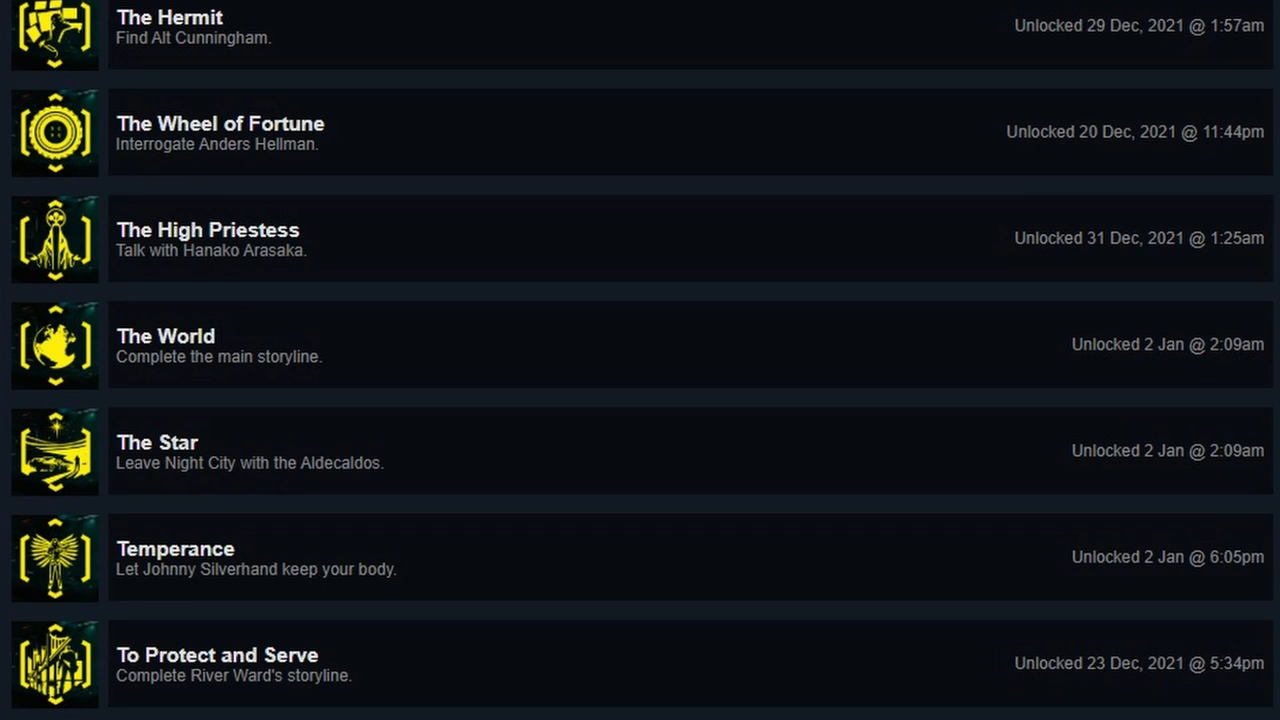 The Hermit
Find Alt Cunningham.
Unlocked 29 Dec, 2021 @ 1:57am
The Wheel of Fortune
Interrogate Anders Hellman.
Unlocked 20 Dec, 2021 @ 11:44pm
The High Priestess
Talk with Hanako Arasaka.
Unlocked 31 Dec, 2021 @ 1:25am
The World
Complete the main storyline.
Unlocked 2 Jan @ 2:09am
The Star
Leave Night City with the Aldecaldos.
Unlocked 2 Jan @ 2:09am
Temperance
Let Johnny Silverhand keep your body.
Unlocked 2 Jan @ 6:05pm
To Protect and Serve
Complete River Ward's storyline.
Unlocked 23 Dec, 2021 @ 5:34pm